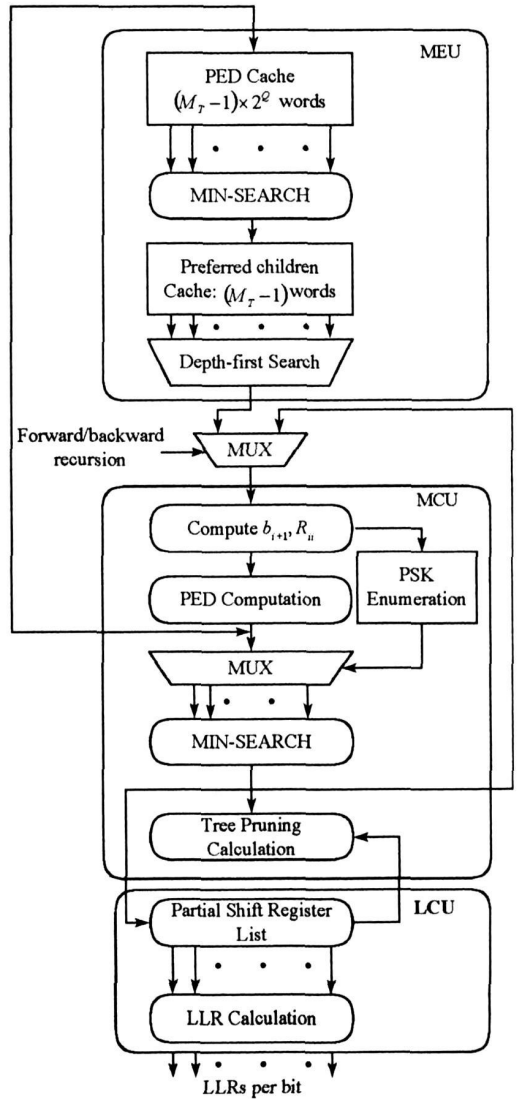 MEU
PED Cache
(M_T − 1) × 2^Q words
MIN-SEARCH
Preferred children
Cache: (M_T − 1) words
Depth-first Search
Forward/backward
recursion
MUX
MCU
Compute b_{i+1}, R_{ii}
PED Computation
PSK
Enumeration
MUX
MIN-SEARCH
Tree Pruning
Calculation
LCU
Partial Shift Register
List
LLR Calculation
LLRs per bit